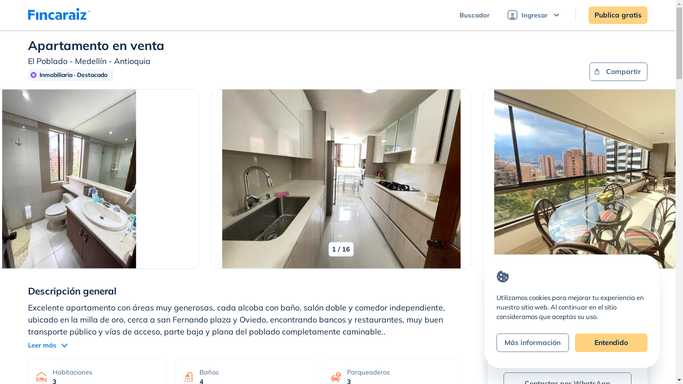 Fincaraiz
Buscador
Ingresar
Publica gratis
Apartamento en venta
El Poblado - Medellín - Antioquia
Inmobiliaria - Destacado
Compartir
1 / 16
Descripción general
Excelente apartamento con áreas muy generosas, cada alcoba con baño, salón doble y comedor independiente,
ubicado en la milla de oro, cerca a san Fernando plaza y Oviedo, encontrando bancos y restaurantes, muy buen
transporte público y vías de acceso, parte baja y plana del poblado completamente caminable..
Leer más
Habitaciones
3
Baños
4
Parqueaderos
3
Utilizamos cookies para mejorar tu experiencia en
nuestro sitio web. Al continuar en el sitio
consideramos que aceptas su uso.
Más información
Entendido
Contactar por WhatsApp